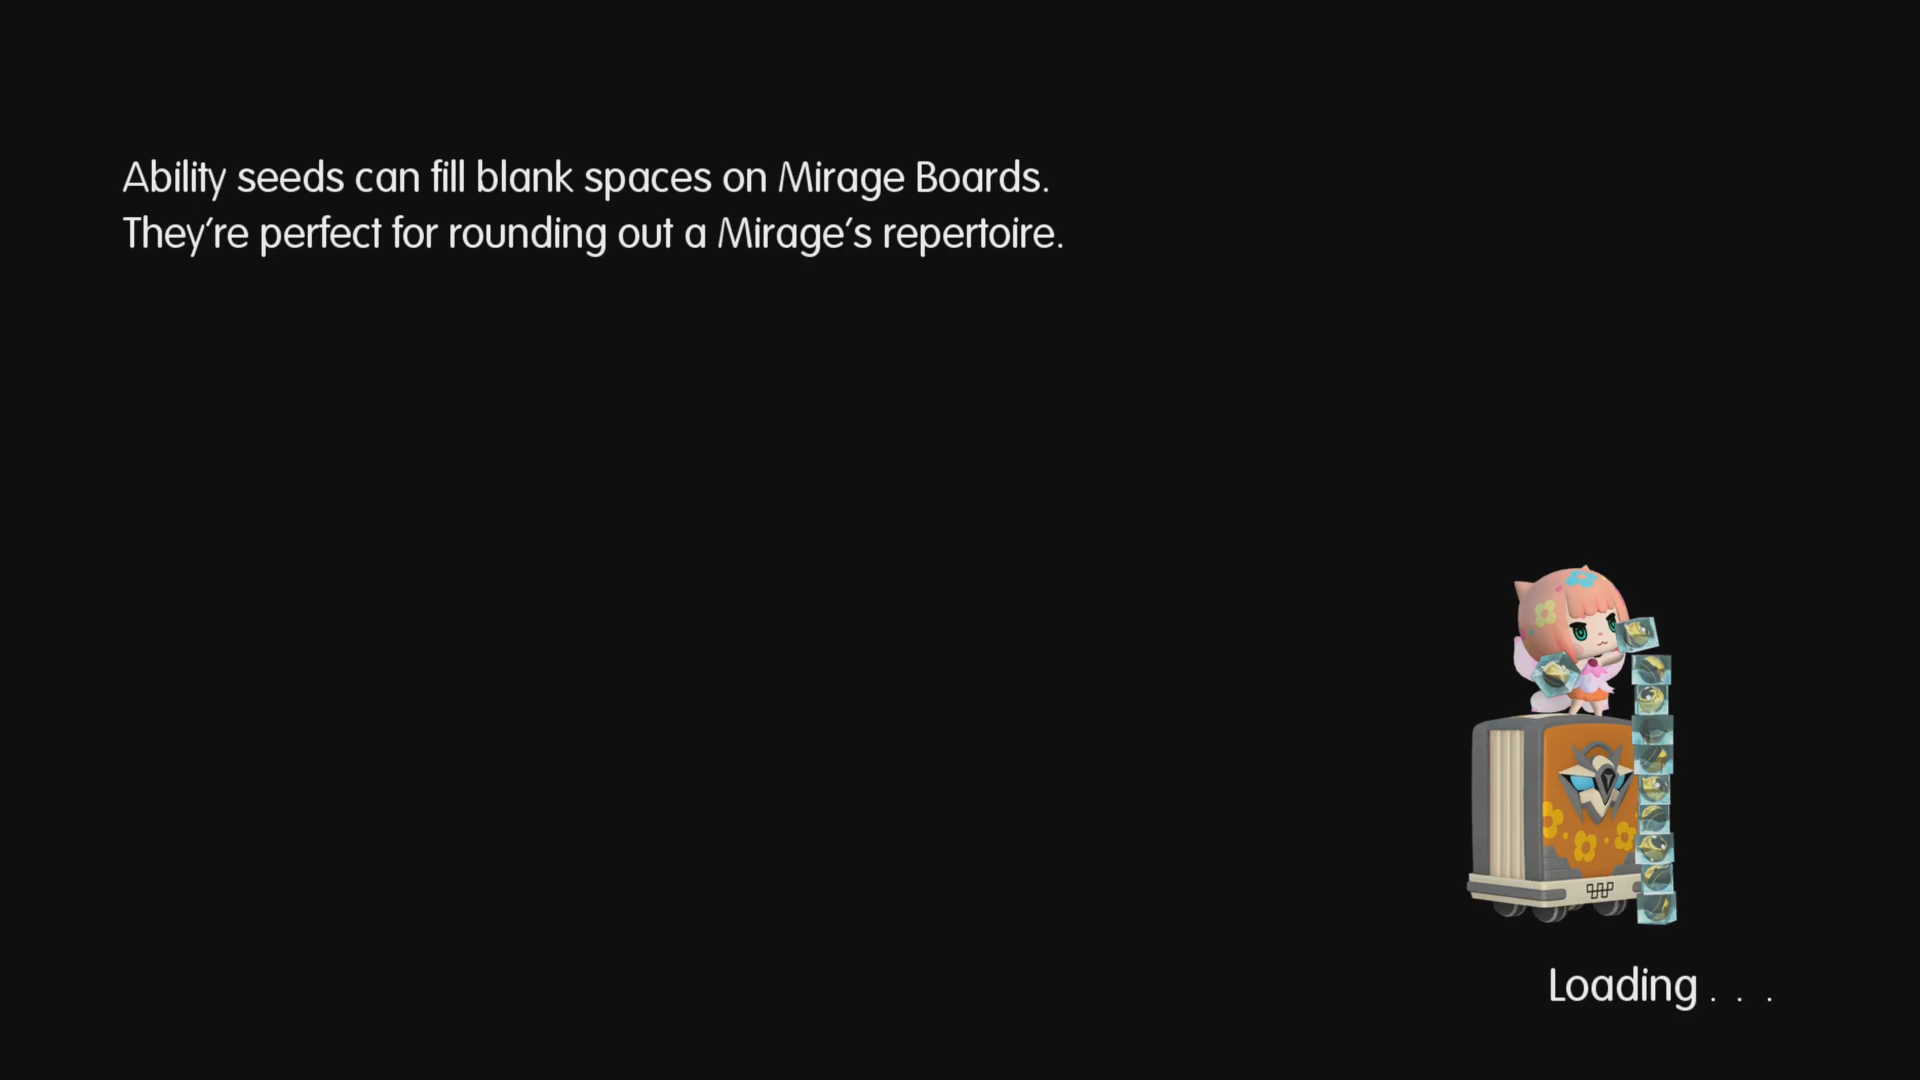 Ability seeds can fill blank spaces on Mirage Boards.
They're perfect for rounding out a Mirage's repertoire.
Loading . . .